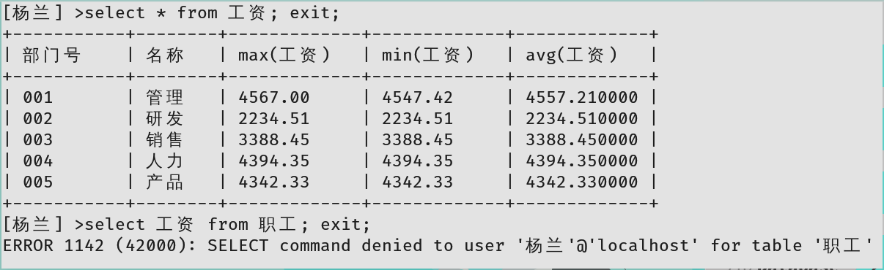 [杨兰] >select * from 工资; exit;
+-----------+--------+-------------+-------------+-------------+
| 部门号 | 名称 | max(工资) | min(工资) | avg(工资) |
+-----------+--------+-------------+-------------+-------------+
| 001 | 管理 | 4567.00 | 4547.42 | 4557.210000 |
| 002 | 研发 | 2234.51 | 2234.51 | 2234.510000 |
| 003 | 销售 | 3388.45 | 3388.45 | 3388.450000 |
| 004 | 人力 | 4394.35 | 4394.35 | 4394.350000 |
| 005 | 产品 | 4342.33 | 4342.33 | 4342.330000 |
+-----------+--------+-------------+-------------+-------------+
[杨兰] >select 工资 from 职工; exit;
ERROR 1142 (42000): SELECT command denied to user '杨兰'@'localhost' for table '职工'